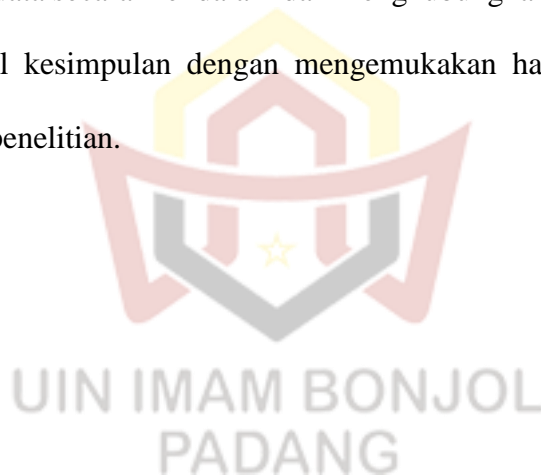 l kesimpulan dengan mengemukakan ha
penelitian.
UIN IMAM BONJOL
PADANG